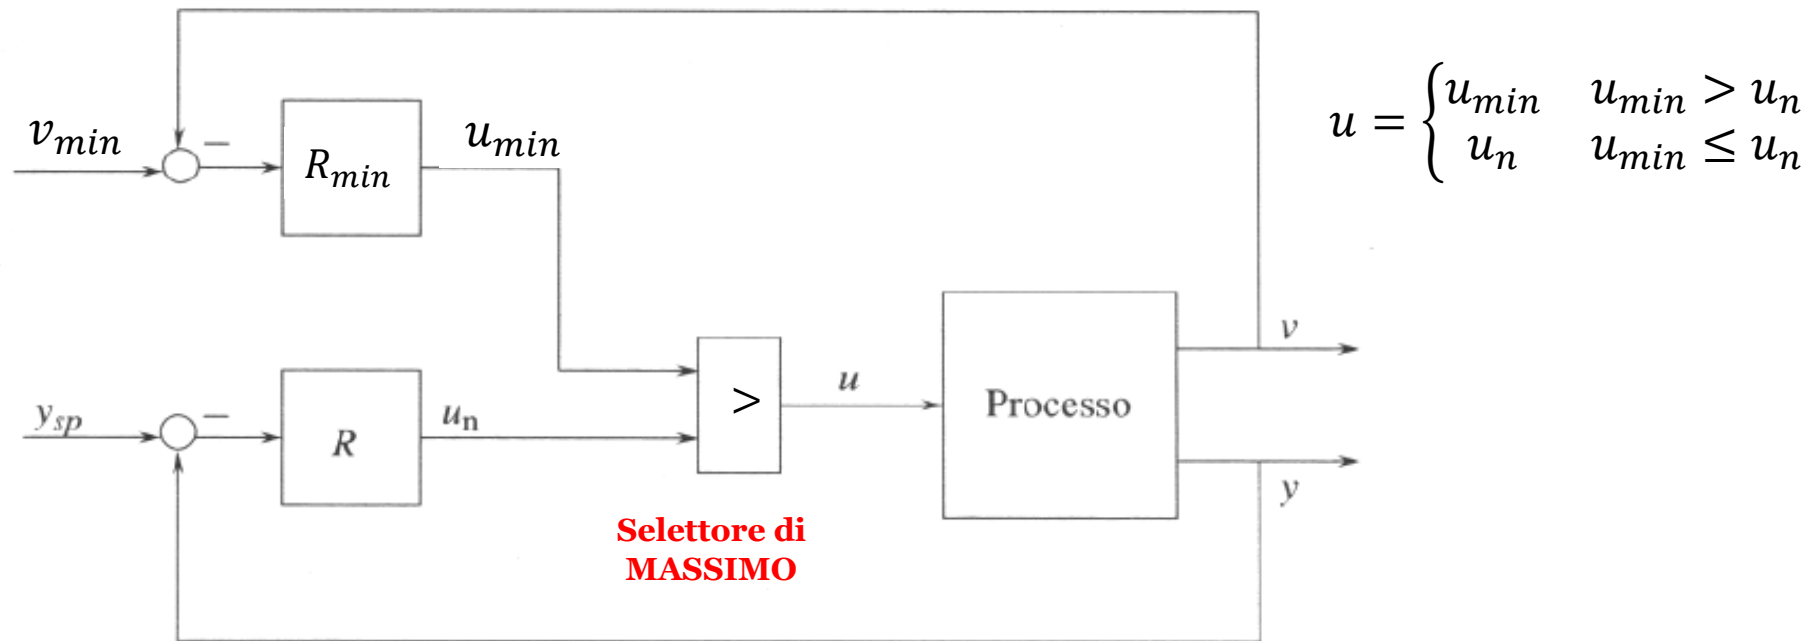 v_min
−
R_min
u_min
u = { u_min   u_min > u_n
u_n   u_min ≤ u_n
y_sp
−
R
u_n
>
u
Processo
v
y
Selettore di
MASSIMO